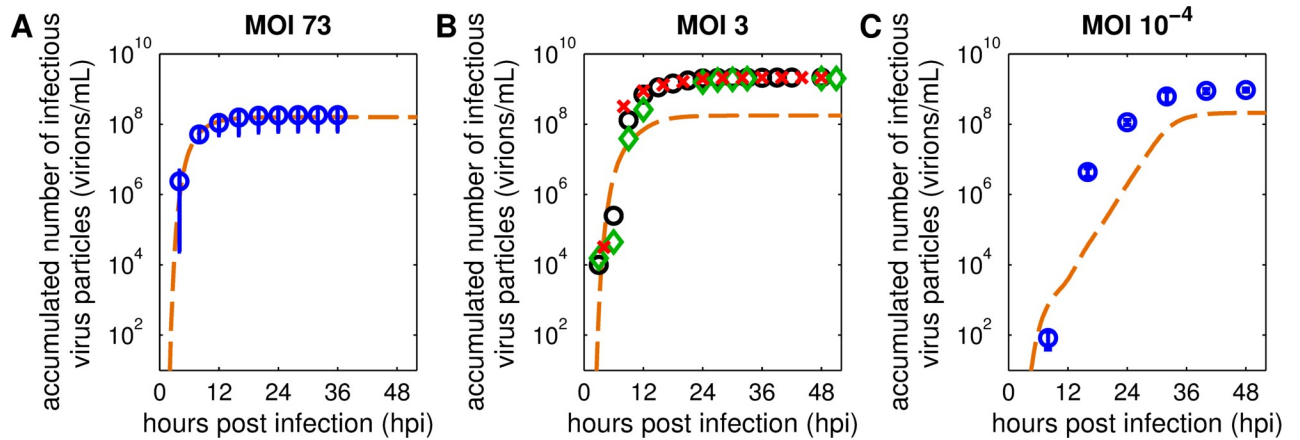 A
MOI 73
accumulated number of infectious
virus particles (virions/mL)
10^10
10^8
10^6
10^4
10^2
0 12 24 36 48
hours post infection (hpi)
B
MOI 3
accumulated number of infectious
virus particles (virions/mL)
10^10
10^8
10^6
10^4
10^2
0 12 24 36 48
hours post infection (hpi)
C
MOI 10^−4
accumulated number of infectious
virus particles (virions/mL)
10^10
10^8
10^6
10^4
10^2
0 12 24 36 48
hours post infection (hpi)